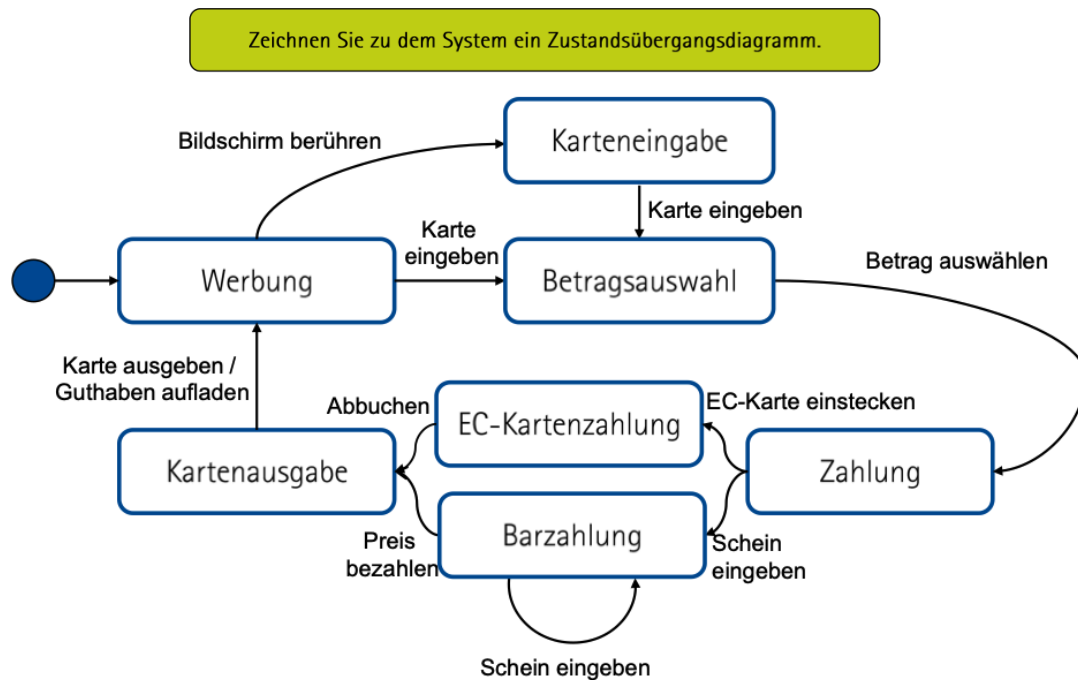 Zeichnen Sie zu dem System ein Zustandsübergangsdiagramm.
Karteneingabe
Bildschirm berühren
Karte eingeben
Karte
eingeben
Werbung
Betragsauswahl
Betrag auswählen
Karte ausgeben /
Guthaben aufladen
Abbuchen
EC-Kartenzahlung
EC-Karte einstecken
Kartenausgabe
Zahlung
Preis
bezahlen
Barzahlung
Schein
eingeben
Schein eingeben